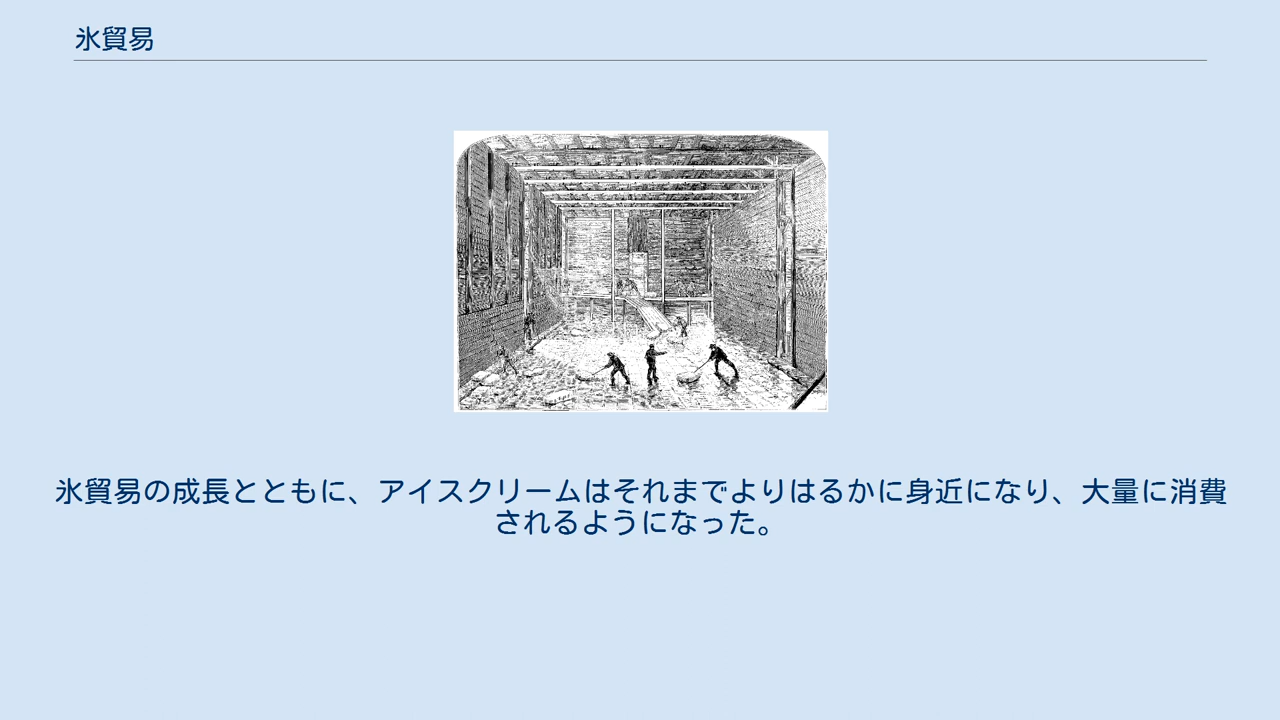 氷貿易
氷貿易の成長とともに、アイスクリームはそれまでよりはるかに身近になり、大量に消費
されるようになった。